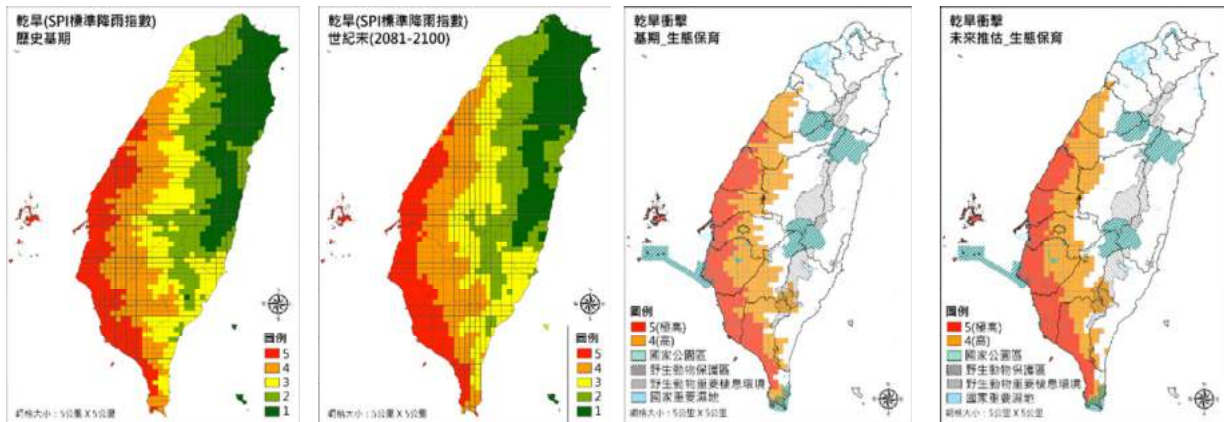 乾旱(SPI標準降雨指數)
歷史基期
圖例
5
4
3
2
1
網格大小：5公里 X 5公里
乾旱(SPI標準降雨指數)
世紀末(2081-2100)
圖例
5
4
3
2
1
網格大小：5公里 X 5公里
乾旱衝擊
基期_生態保育
圖例
5(極高)
4(高)
國家公園區
野生動物保護區
野生動物重要棲息環境
國家重要濕地
網格大小：5公里 X 5公里
乾旱衝擊
未來推估_生態保育
圖例
5(極高)
4(高)
國家公園區
野生動物保護區
野生動物重要棲息環境
國家重要濕地
網格大小：5公里 X 5公里